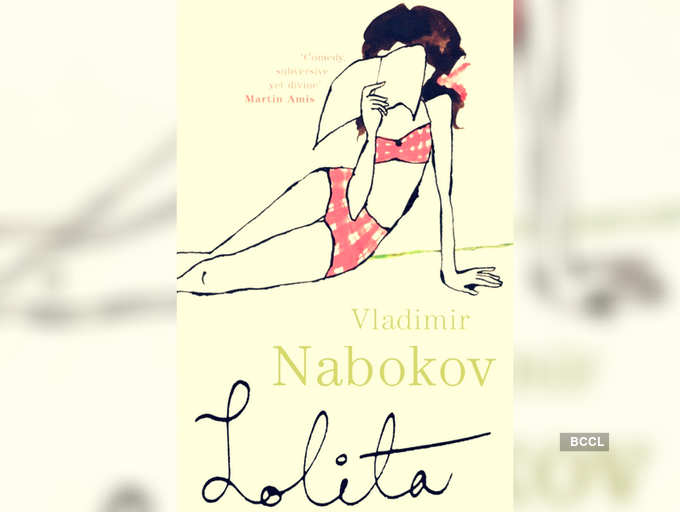 ‘Comedy,
subversive
yet divine’
Martin Amis
Vladimir
Nabokov
Lolita
BCCL